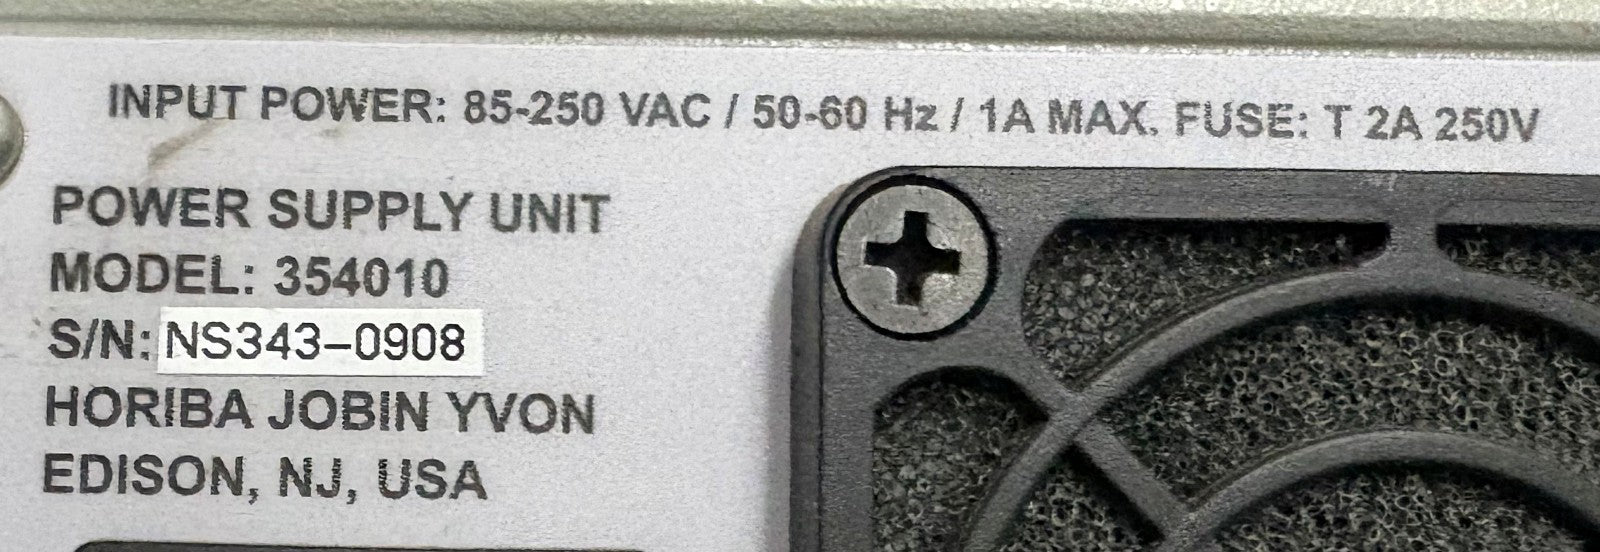 INPUT POWER: 85-250 VAC / 50-60 Hz / 1A MAX. FUSE: T 2A 250V
POWER SUPPLY UNIT
MODEL: 354010
S/N: NS343-0908
HORIBA JOBIN YVON
EDISON, NJ, USA